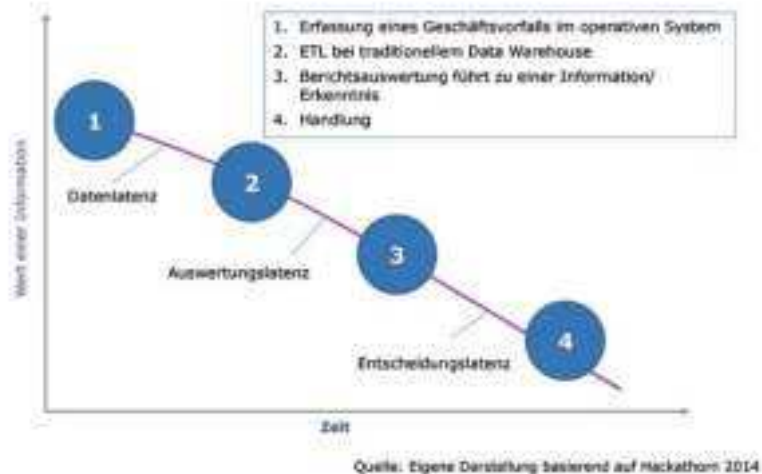 1. Erfassung eines Geschäftsvorfalls im operativen System
2. ETL bei traditionellem Data Warehouse
3. Berichtsauswertung führt zu einer Information/
Erkenntnis
4. Handlung
Wert einer Information
1
Datenlatenz
2
Auswertungslatenz
3
Entscheidungslatenz
4
Zeit
Quelle: Eigene Darstellung basierend auf Hackathorn 2014